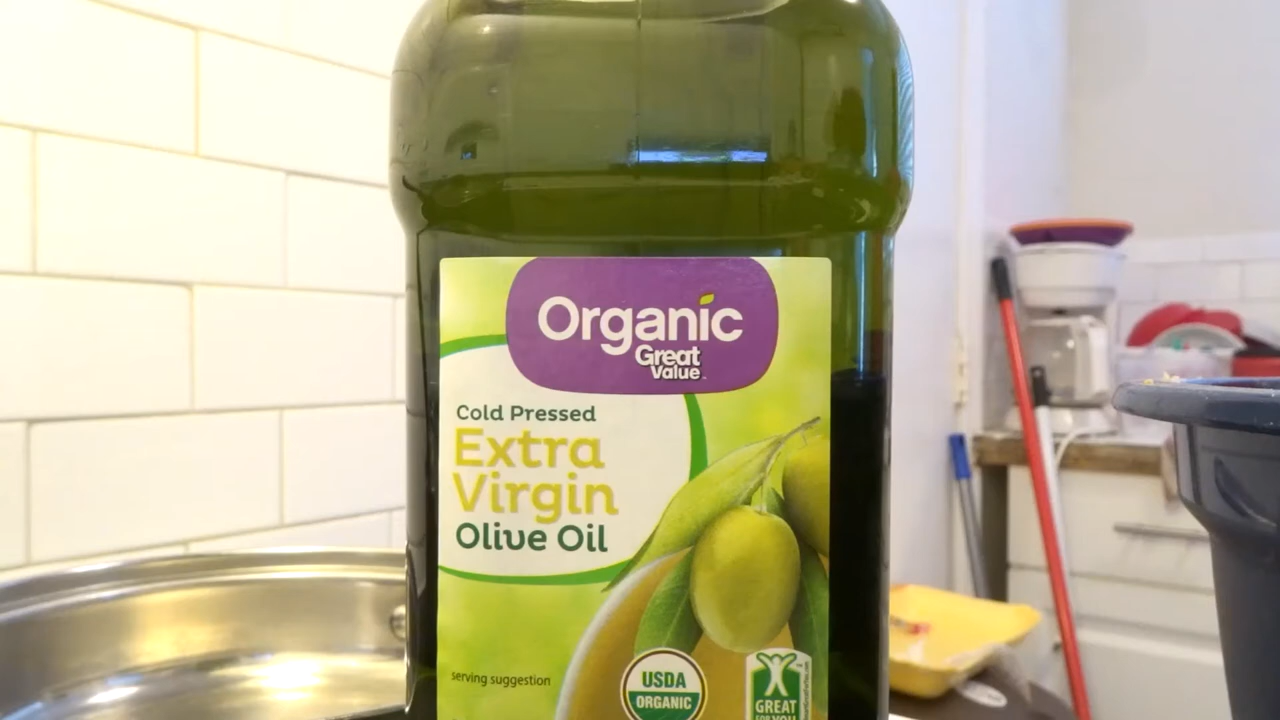 Organic
Great
Value
Cold Pressed
Extra
Virgin
Olive Oil
serving suggestion
USDA
ORGANIC
GREAT
FOR YOU